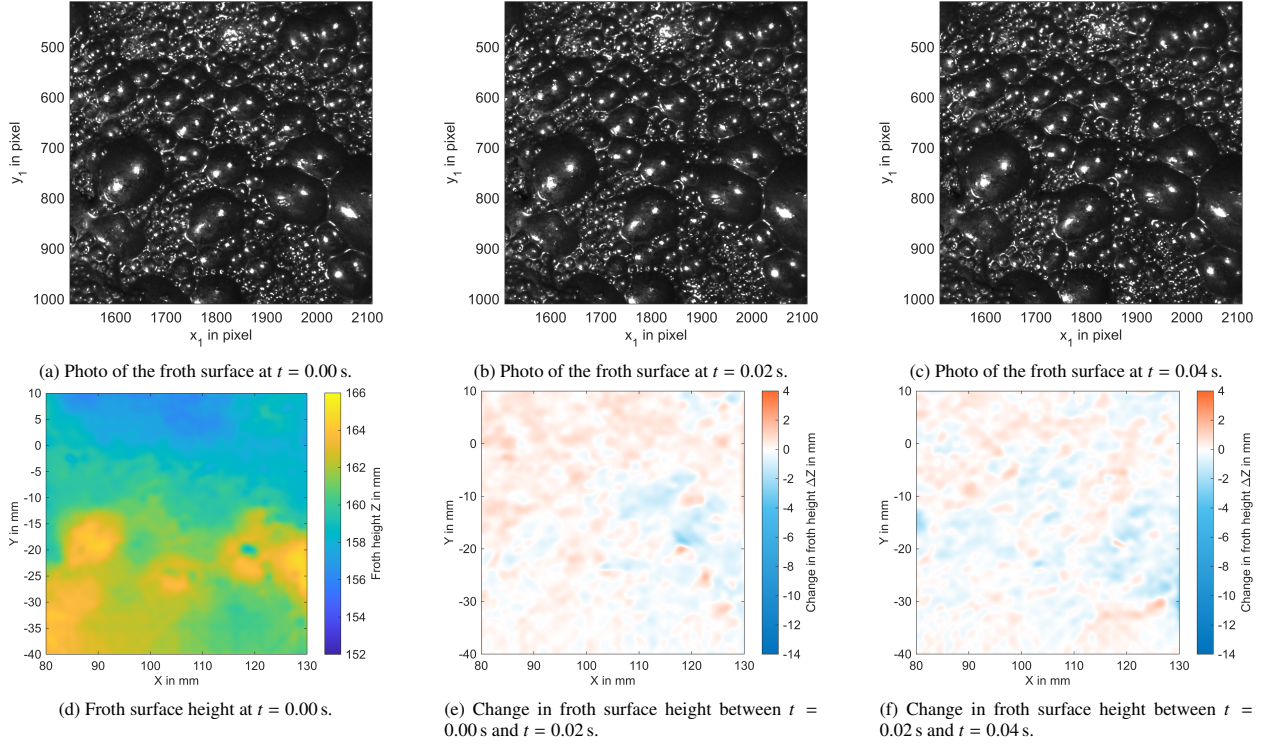 500
600
700
800
900
1000
y1 in pixel
1600 1700 1800 1900 2000 2100
x1 in pixel
(a) Photo of the froth surface at t = 0.00 s.
500
600
700
800
900
1000
y1 in pixel
1600 1700 1800 1900 2000 2100
x1 in pixel
(b) Photo of the froth surface at t = 0.02 s.
500
600
700
800
900
1000
y1 in pixel
1600 1700 1800 1900 2000 2100
x1 in pixel
(c) Photo of the froth surface at t = 0.04 s.
10
5
0
-5
-10
-15
-20
-25
-30
-35
-40
Y in mm
80 90 100 110 120 130
X in mm
166
164
162
160
158
156
154
152
Froth height Z in mm
(d) Froth surface height at t = 0.00 s.
10
0
-10
-20
-30
-40
Y in mm
80 90 100 110 120 130
X in mm
4
2
0
-2
-4
-6
-8
-10
-12
-14
Change in froth height ΔZ in mm
(e) Change in froth surface height between t =
0.00 s and t = 0.02 s.
10
0
-10
-20
-30
-40
Y in mm
80 90 100 110 120 130
X in mm
4
2
0
-2
-4
-6
-8
-10
-12
-14
Change in froth height ΔZ in mm
(f) Change in froth surface height between t =
0.02 s and t = 0.04 s.